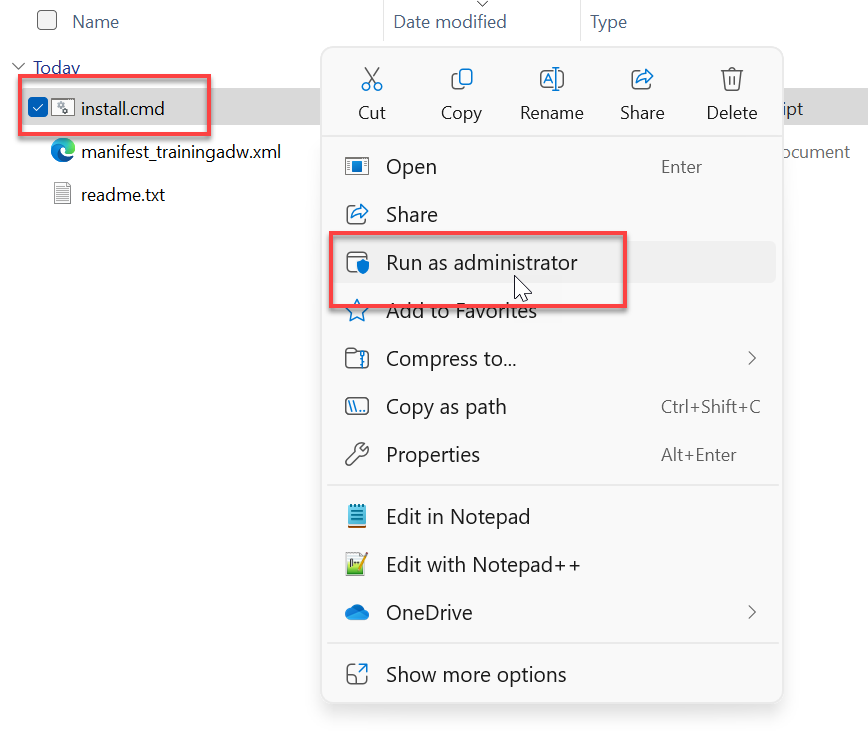 Name Date modified Type
Today
install.cmd ipt
manifest_trainingadw.xml ocument
readme.txt
Cut Copy Rename Share Delete
Open Enter
Share
Run as administrator
Add to Favorites
Compress to...
Copy as path Ctrl+Shift+C
Properties Alt+Enter
Edit in Notepad
Edit with Notepad++
OneDrive
Show more options